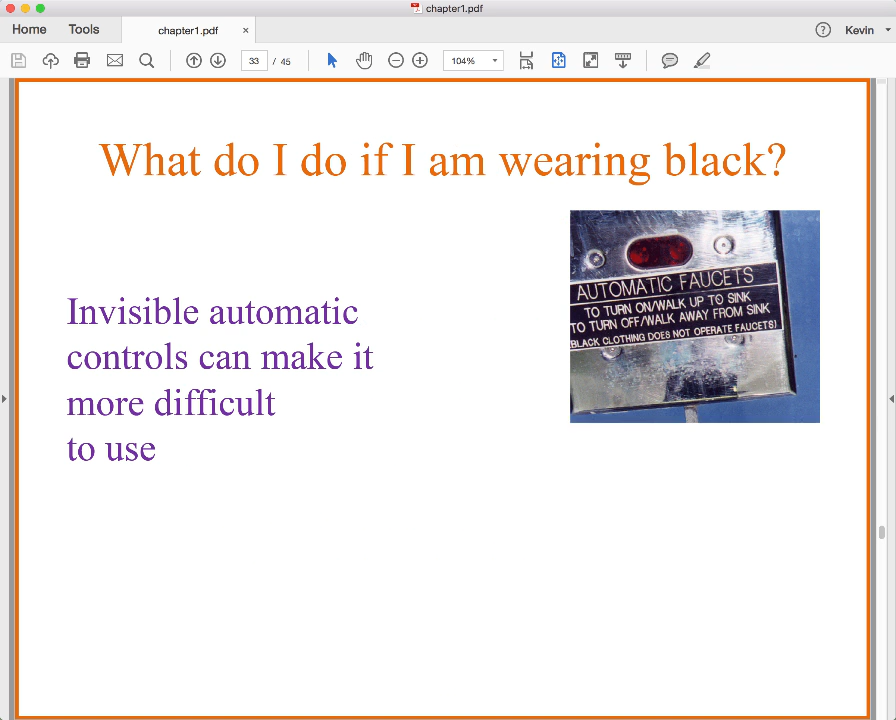 chapter1.pdf
Home
Tools
chapter1.pdf
×
?
Kevin
33 / 45
104%
What do I do if I am wearing black?
Invisible automatic
controls can make it
more difficult
to use
AUTOMATIC FAUCETS
TO TURN ON/WALK UP TO SINK
TO TURN OFF/WALK AWAY FROM SINK
(BLACK CLOTHING DOES NOT OPERATE FAUCETS)